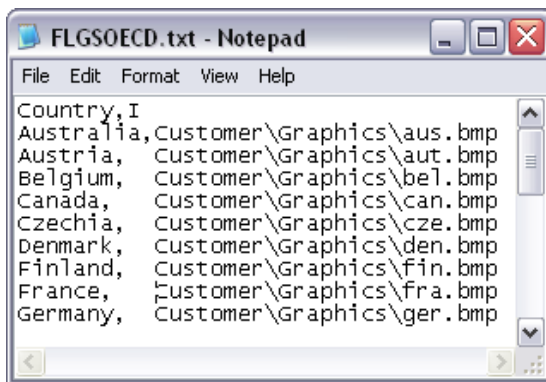 FLGSOECD.txt - Notepad
File Edit Format View Help
Country,I
Australia,Customer\Graphics\aus.bmp
Austria,  Customer\Graphics\aut.bmp
Belgium,  Customer\Graphics\bel.bmp
Canada,   Customer\Graphics\can.bmp
Czechia,  Customer\Graphics\cze.bmp
Denmark,  Customer\Graphics\den.bmp
Finland,  Customer\Graphics\fin.bmp
France,   Customer\Graphics\fra.bmp
Germany,  Customer\Graphics\ger.bmp